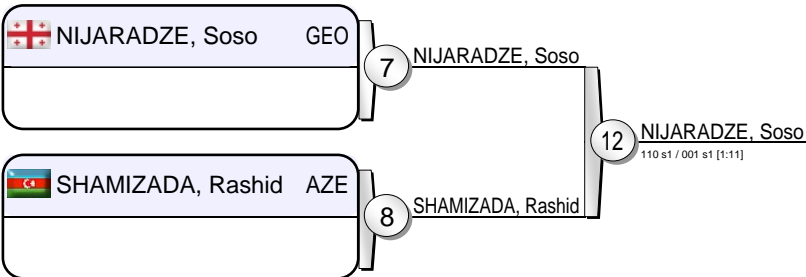 NIJARADZE, Soso GEO
7
NIJARADZE, Soso
12
NIJARADZE, Soso
110 s1 / 001 s1 [1:11]
SHAMIZADA, Rashid AZE
8
SHAMIZADA, Rashid